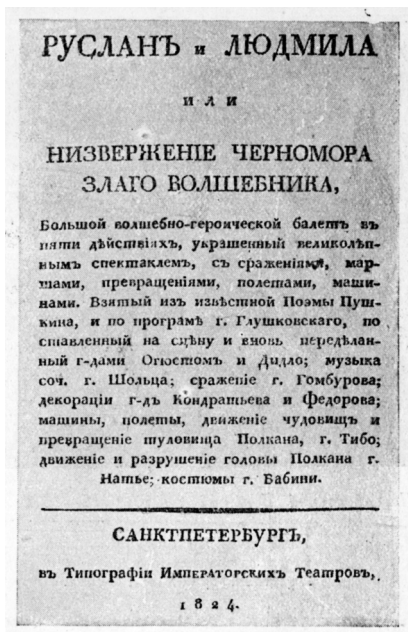 РУСЛАНЪ и ЛЮДМИЛА
или
НИЗВЕРЖЕНІЕ ЧЕРНОМОРА
ЗЛАГО ВОЛШЕБНИКА,
Большой волшебно-героической балетъ въ
пяти дѣйствіяхъ, украшенный великолѣп-
нымъ спектаклемъ, съ сраженіями, мар-
шами, превращеніями, полетами, маши-
нами. Взятый изъ извѣстной Поэмы Пуш-
кина, и по програмѣ г. Глушковскаго, по
ставленный на сцѣну и вновь передѣлан-
ный г-дами Огюстомъ и Дидло; музыка
соч. г. Шольца; сраженіе г. Гомбурова;
декораціи г-дъ Кондратьева и Федорова;
машины, полеты, движеніе чудовищъ и
превращеніе туловища Полкана, г. Тибо;
движеніе и разрушеніе головы Полкана г.
Натье; костюмы г. Бабини.
САНКТПЕТЕРБУРГЪ,
въ Типографіи Императорскихъ Театровъ,
1824.